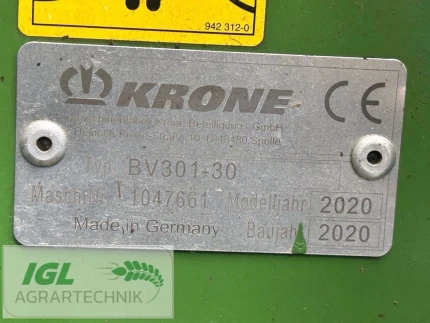 942 312-0
KRONE CE
Maschinenfabrik Krone Beteiligungs GmbH
Heinrich-Krone-Straße 10, D-48480 Spelle
Typ BV301-30
Masch.Nr. 1047661 Modelljahr 2020
Made in Germany Baujahr 2020
IGL
AGRARTECHNIK